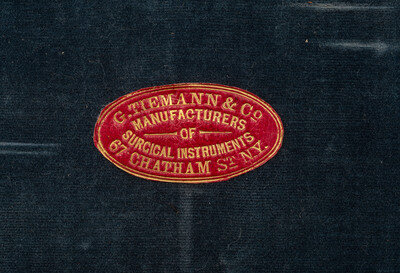 G. TIEMANN & Co
MANUFACTURERS
OF
SURGICAL INSTRUMENTS
67 CHATHAM ST N.Y.